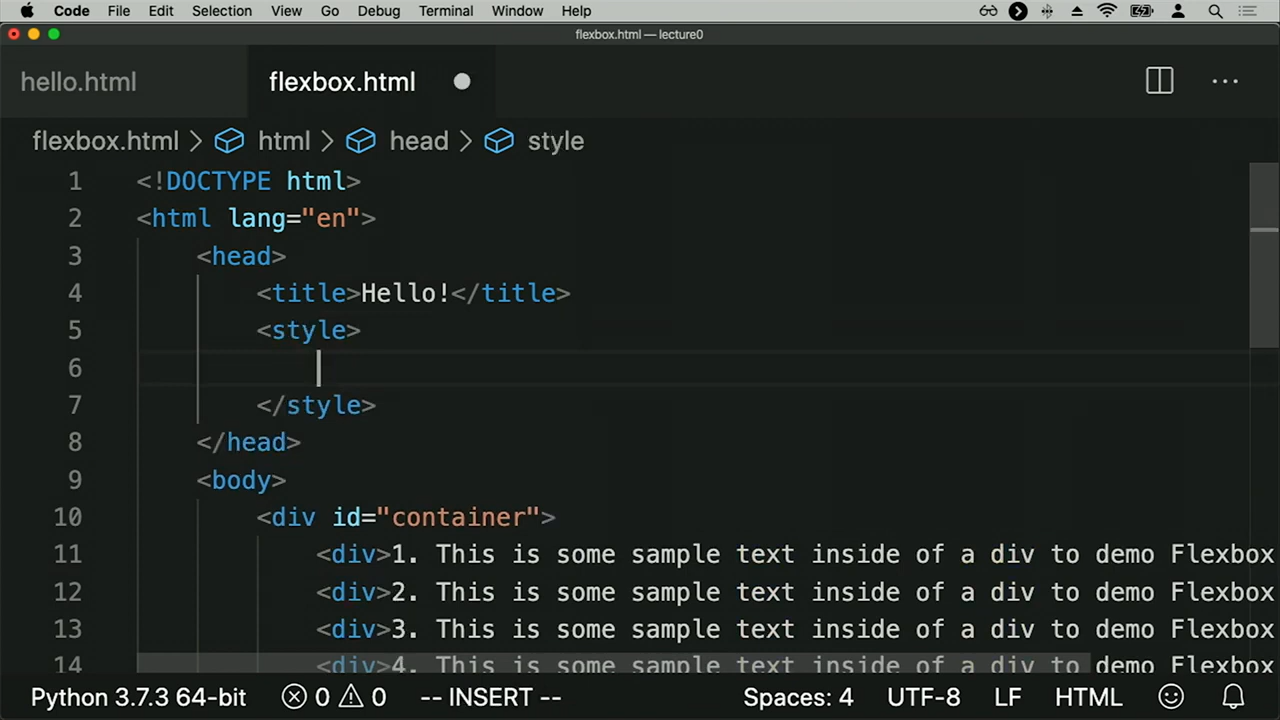 Code File Edit Selection View Go Debug Terminal Window Help
flexbox.html — lecture0
hello.html flexbox.html
flexbox.html > html > head > style
1 <!DOCTYPE html>
2 <html lang="en">
3 <head>
4 <title>Hello!</title>
5 <style>
6
7 </style>
8 </head>
9 <body>
10 <div id="container">
11 <div>1. This is some sample text inside of a div to demo Flexbox
12 <div>2. This is some sample text inside of a div to demo Flexbox
13 <div>3. This is some sample text inside of a div to demo Flexbox
14 <div>4. This is some sample text inside of a div to demo Flexbox
Python 3.7.3 64-bit 0 0 -- INSERT -- Spaces: 4 UTF-8 LF HTML